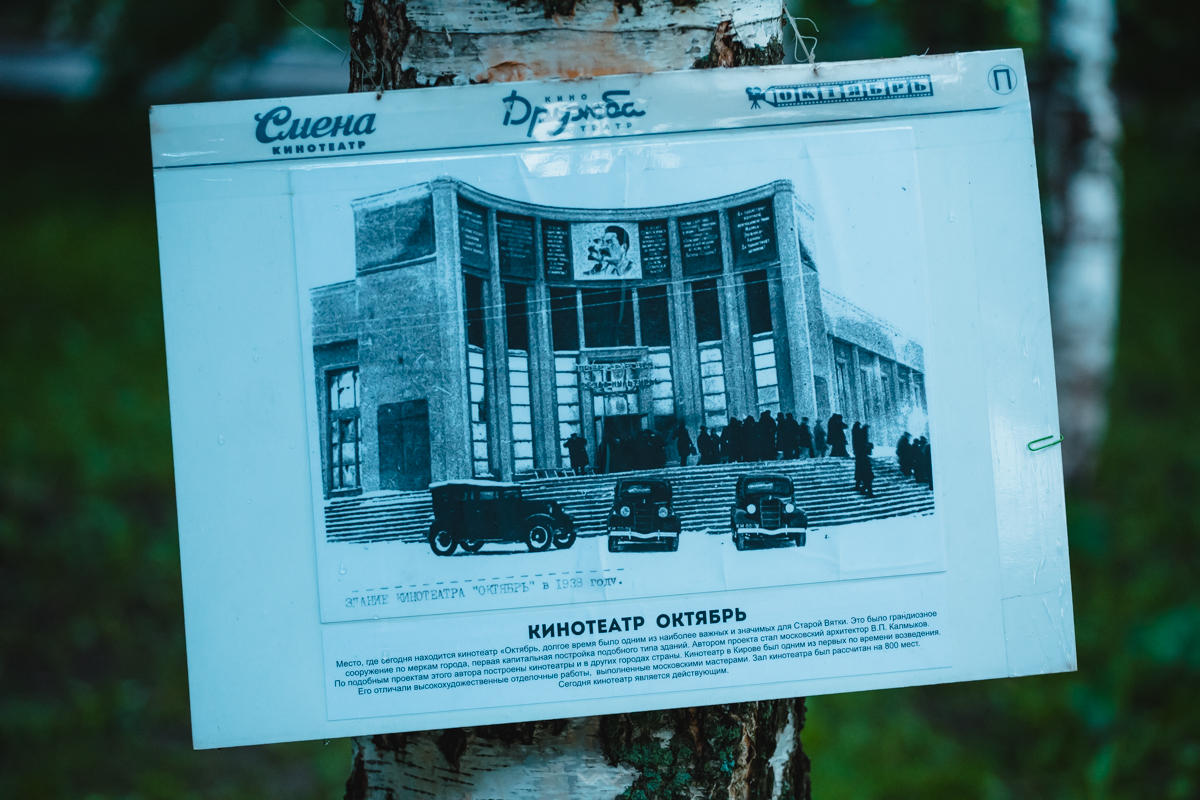 Смена
КИНОТЕАТР
КИНО
Дружба
ТЕАТР
ОКТЯБРЬ
П
ЗДАНИЕ КИНОТЕАТРА "ОКТЯБРЬ" в 1938 году.
КИНОТЕАТР ОКТЯБРЬ
Место, где сегодня находится кинотеатр «Октябрь, долгое время было одним из наиболее важных и значимых для Старой Вятки. Это было грандиозное
сооружение по меркам города, первая капитальная постройка подобного типа зданий. Автором проекта стал московский архитектор В.П. Калмыков.
По подобным проектам этого автора построены кинотеатры и в других городах страны. Кинотеатр в Кирове был одним из первых по времени возведения.
Его отличали высокохудожественные отделочные работы, выполненные московскими мастерами. Зал кинотеатра был рассчитан на 800 мест.
Сегодня кинотеатр является действующим.